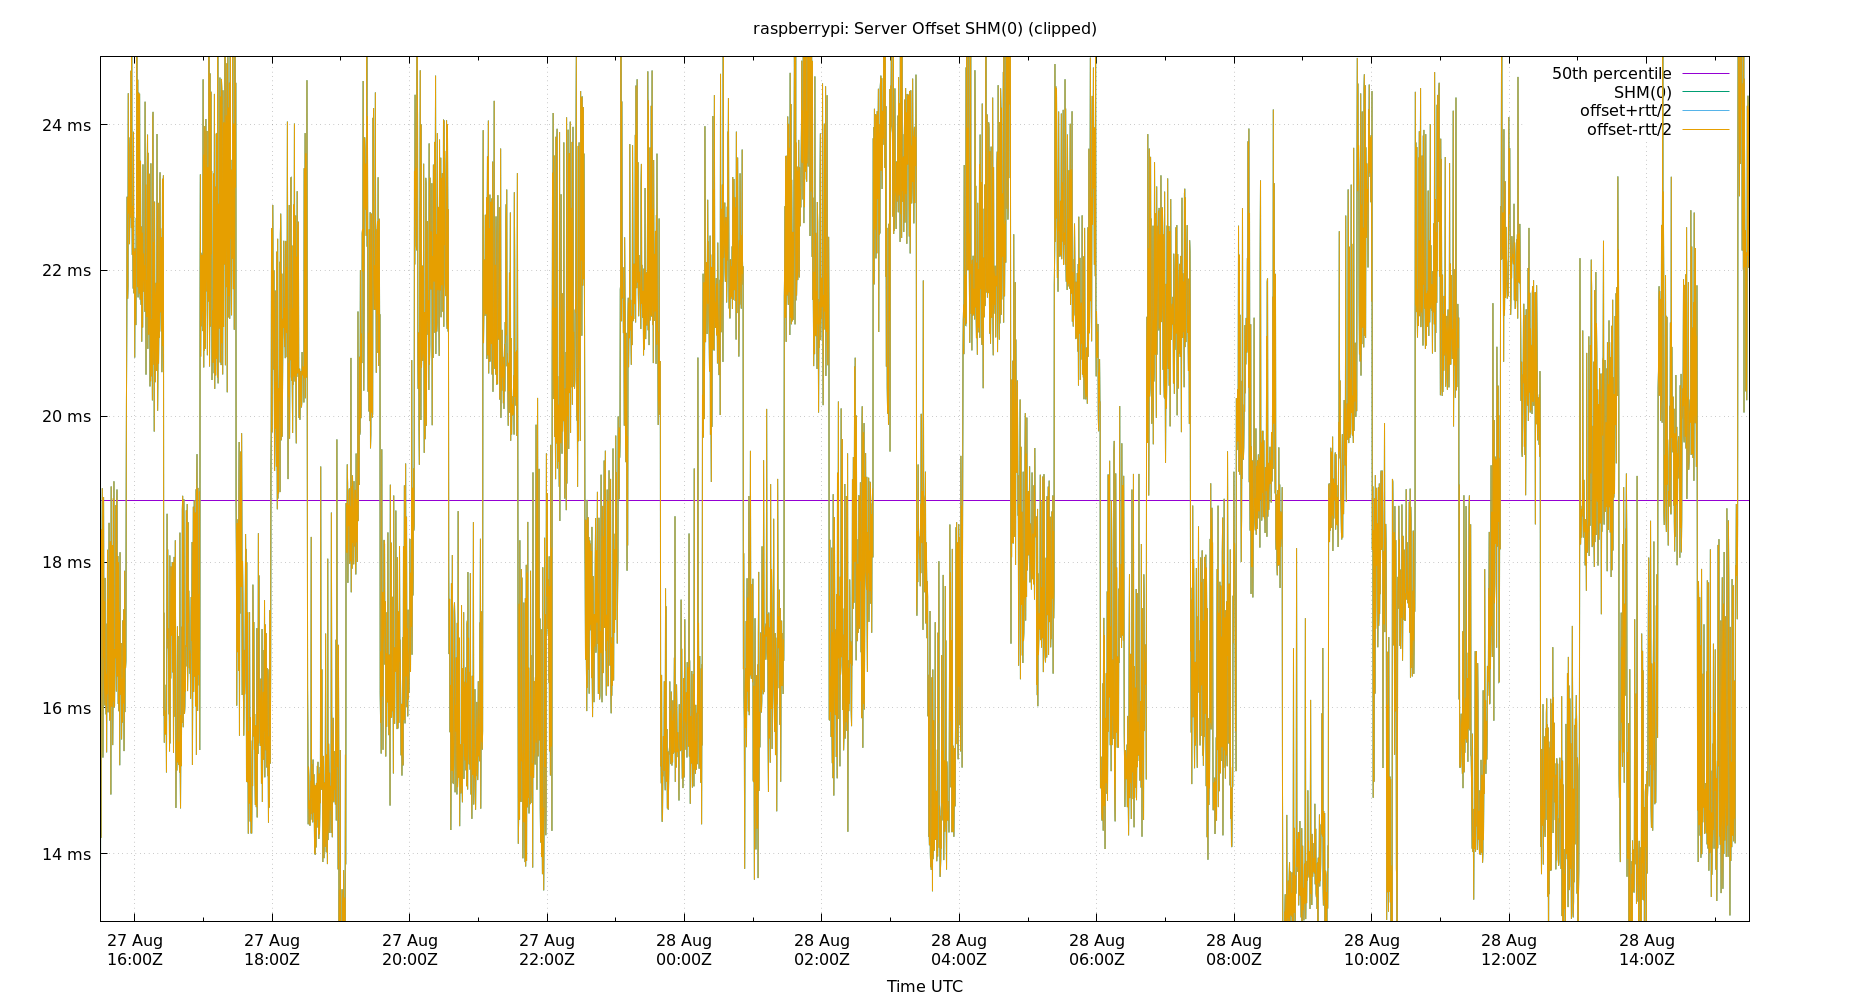 raspberrypi: Server Offset SHM(0) (clipped)
50th percentile
SHM(0)
offset+rtt/2
offset-rtt/2
24 ms
22 ms
20 ms
18 ms
16 ms
14 ms
27 Aug 27 Aug 27 Aug 27 Aug 28 Aug 28 Aug 28 Aug 28 Aug 28 Aug 28 Aug 28 Aug 28 Aug
16:00Z 18:00Z 20:00Z 22:00Z 00:00Z 02:00Z 04:00Z 06:00Z 08:00Z 10:00Z 12:00Z 14:00Z
Time UTC